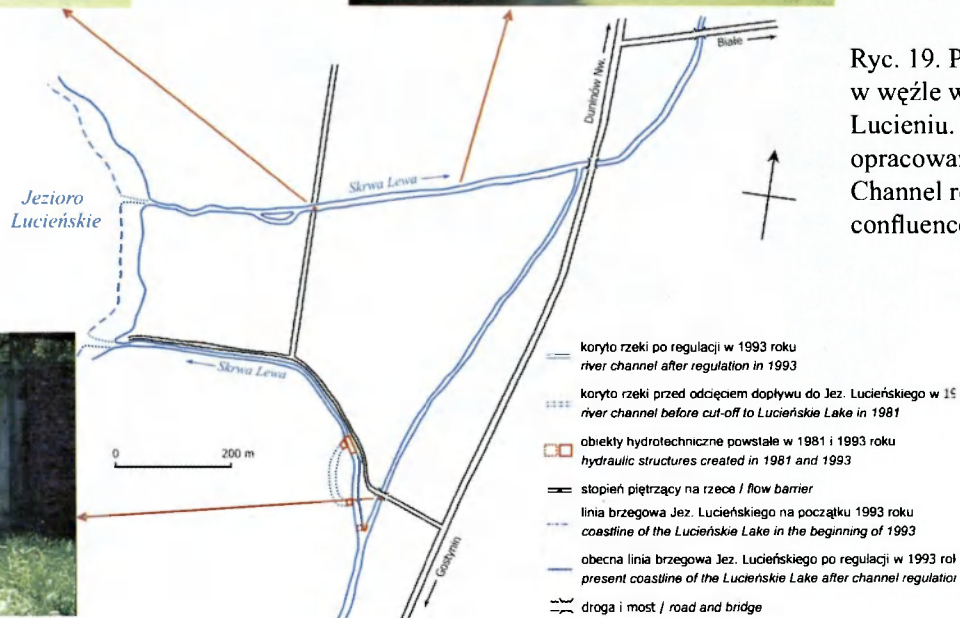 Białe
Duninów Nw.
Skrwa Lewa
Jezioro
Lucieńskie
Skrwa Lewa
0 200 m
Gostynin
Ryc. 19. P
w węźle w
Lucieniu.
opracowa
Channel r
confluenc
koryto rzeki po regulacji w 1993 roku
river channel after regulation in 1993
koryto rzeki przed odcięciem dopływu do Jez. Lucieńskiego w 19
river channel before cut-off to Lucieńskie Lake in 1981
obiekty hydrotechniczne powstałe w 1981 i 1993 roku
hydraulic structures created in 1981 and 1993
stopień piętrzący na rzece / flow barrier
linia brzegowa Jez. Lucieńskiego na początku 1993 roku
coastline of the Lucieńskie Lake in the beginning of 1993
obecna linia brzegowa Jez. Lucieńskiego po regulacji w 1993 rok
present coastline of the Lucieńskie Lake after channel regulation
droga i most / road and bridge